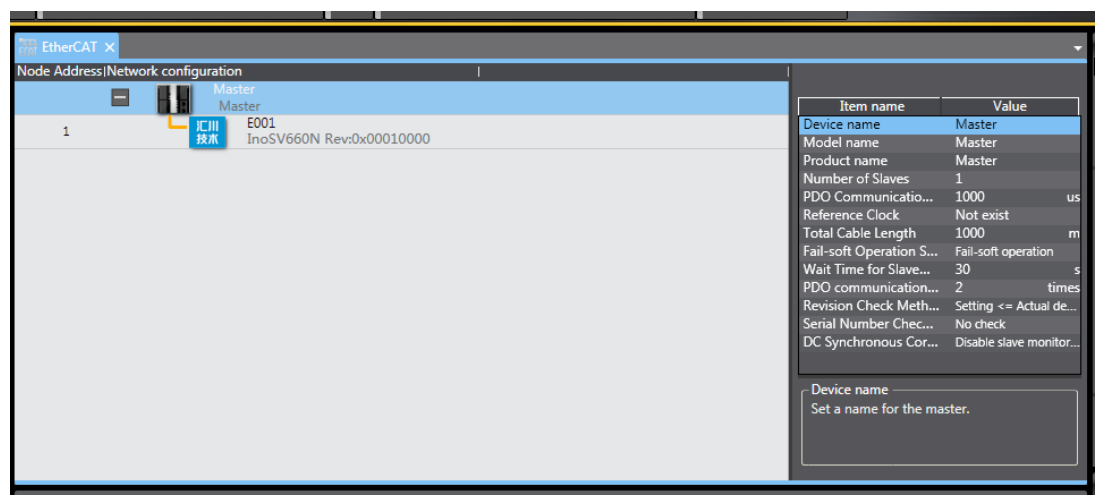 EtherCAT
Node Address|Network configuration
Master
Master
汇川
技术
1
E001
InoSV660N Rev:0x00010000
Item name Value
Device name Master
Model name Master
Product name Master
Number of Slaves 1
PDO Communicatio... 1000 us
Reference Clock Not exist
Total Cable Length 1000 m
Fail-soft Operation S... Fail-soft operation
Wait Time for Slave... 30 s
PDO communication... 2 times
Revision Check Meth... Setting <= Actual de...
Serial Number Chec... No check
DC Synchronous Cor... Disable slave monitor...
Device name
Set a name for the master.